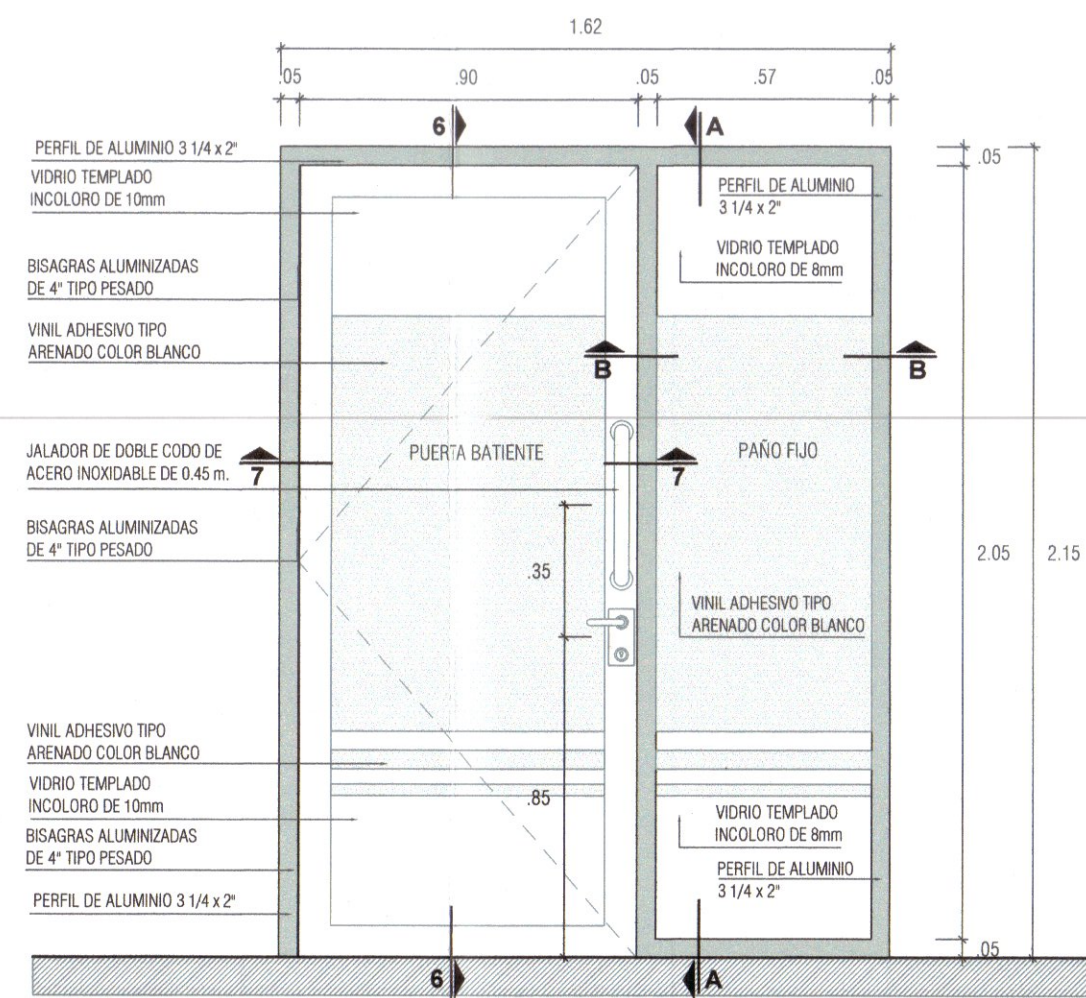 1.62
.05
.90
.05
.57
.05
6
A
PERFIL DE ALUMINIO 3 1/4 x 2"
VIDRIO TEMPLADO
INCOLORO DE 10mm
BISAGRAS ALUMINIZADAS
DE 4" TIPO PESADO
VINIL ADHESIVO TIPO
ARENADO COLOR BLANCO
JALADOR DE DOBLE CODO DE
ACERO INOXIDABLE DE 0.45 m.
BISAGRAS ALUMINIZADAS
DE 4" TIPO PESADO
VINIL ADHESIVO TIPO
ARENADO COLOR BLANCO
VIDRIO TEMPLADO
INCOLORO DE 10mm
BISAGRAS ALUMINIZADAS
DE 4" TIPO PESADO
PERFIL DE ALUMINIO 3 1/4 x 2"
7
PUERTA BATIENTE
7
.35
.85
PERFIL DE ALUMINIO
3 1/4 x 2"
VIDRIO TEMPLADO
INCOLORO DE 8mm
B
B
PAÑO FIJO
VINIL ADHESIVO TIPO
ARENADO COLOR BLANCO
VIDRIO TEMPLADO
INCOLORO DE 8mm
PERFIL DE ALUMINIO
3 1/4 x 2"
.05
2.05
2.15
.05
6
A